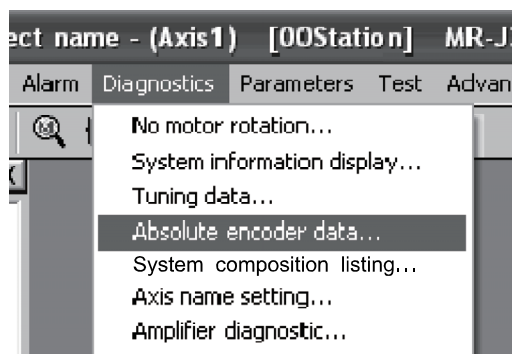 ect name - (Axis1) [00Station] MR-J
Alarm Diagnostics Parameters Test Advan
No motor rotation...
System information display...
Tuning data...
Absolute encoder data...
System composition listing...
Axis name setting...
Amplifier diagnostic...